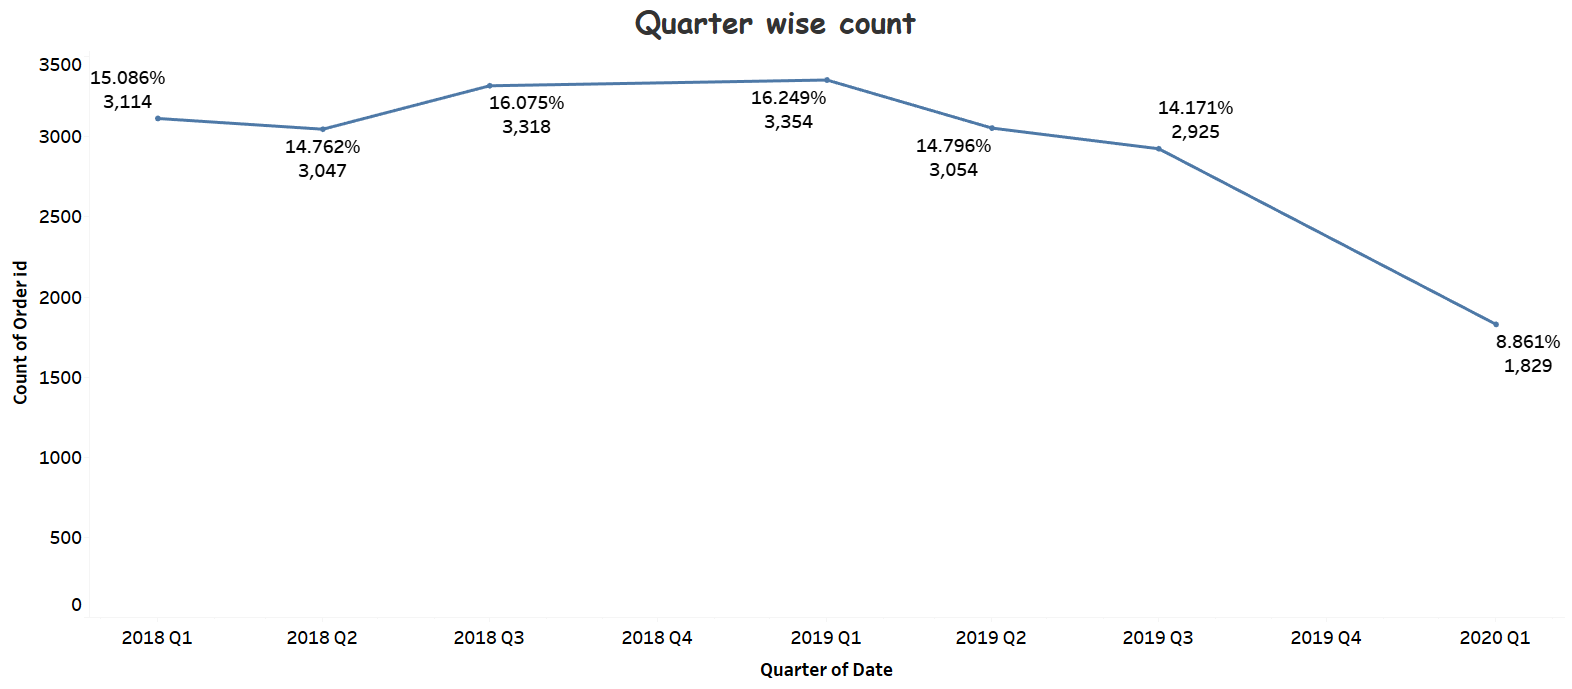 Quarter wise count
3500
3000
2500
2000
1500
1000
500
0
Count of Order id
15.086%
3,114
14.762%
3,047
16.075%
3,318
16.249%
3,354
14.796%
3,054
14.171%
2,925
8.861%
1,829
2018 Q1
2018 Q2
2018 Q3
2018 Q4
2019 Q1
2019 Q2
2019 Q3
2019 Q4
2020 Q1
Quarter of Date